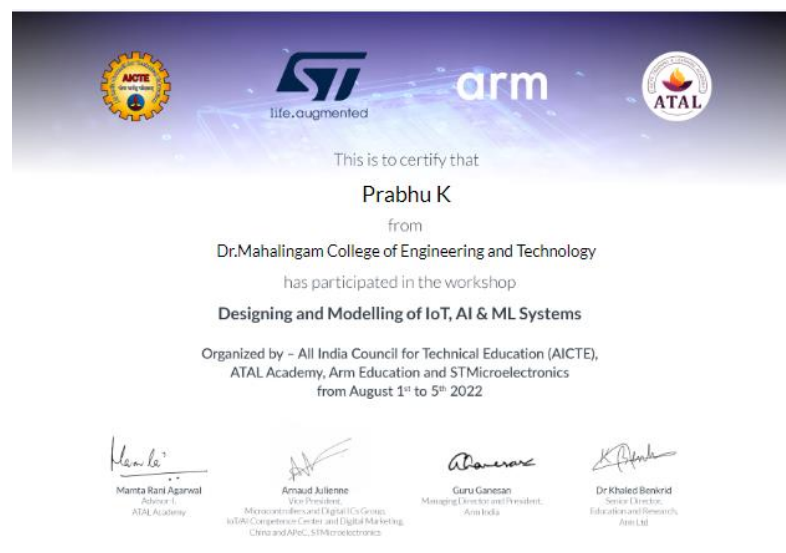 AICTE
ST
life.augmented
arm
ATAL
This is to certify that
Prabhu K
from
Dr.Mahalingam College of Engineering and Technology
has participated in the workshop
Designing and Modelling of IoT, AI & ML Systems
Organized by – All India Council for Technical Education (AICTE),
ATAL Academy, Arm Education and STMicroelectronics
from August 1st to 5th 2022
Mamta Rani Agarwal
Advisor-I,
ATAL Academy
Arnaud Julienne
Vice President,
Microcontrollers and Digital ICs Group,
IoT/AI Competence Center and Digital Marketing,
China and APeC, STMicroelectronics
Guru Ganesan
Managing Director and President,
Arm India
Dr Khaled Benkrid
Senior Director,
Education and Research,
Arm Ltd